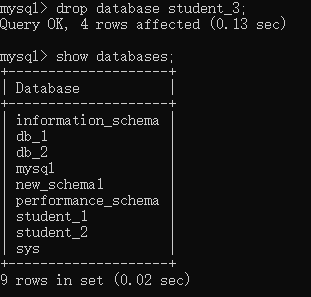 mysql> drop database student_3;
Query OK, 4 rows affected (0.13 sec)
mysql> show databases;
+--------------------+
| Database           |
+--------------------+
| information_schema |
| db_1               |
| db_2               |
| mysql              |
| new_schema1        |
| performance_schema |
| student_1          |
| student_2          |
| sys                |
+--------------------+
9 rows in set (0.02 sec)